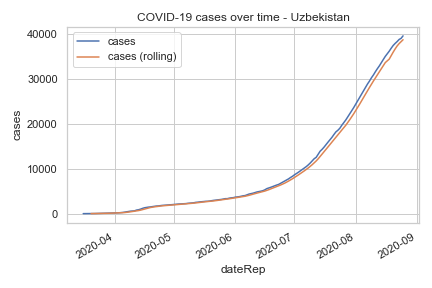 COVID-19 cases over time - Uzbekistan
cases
cases (rolling)
40000
30000
20000
10000
0
cases
2020-04
2020-05
2020-06
2020-07
2020-08
2020-09
dateRep